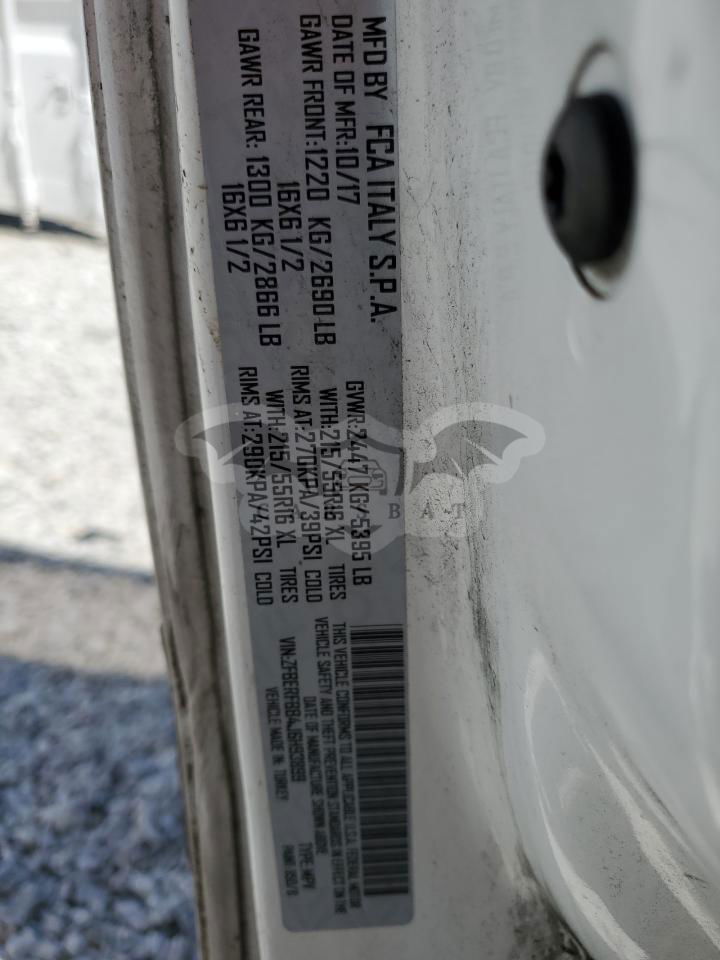 MFD BY FCA ITALY S.P.A.
DATE OF MFR:10/17 GVWR:2447KG/5395 LB
GAWR FRONT:1220 KG/2690 LB WITH:215/55R16 XL TIRES
16X6 1/2 RIMS AT:270KPA/39PSI COLD
GAWR REAR: 1300 KG/2866 LB WITH:215/55R16 XL TIRES
16X6 1/2 RIMS AT:290KPA/42PSI COLD
THIS VEHICLE CONFORMS TO ALL APPLICABLE U.S.A. FEDERAL MOTOR
VEHICLE SAFETY AND THEFT PREVENTION STANDARDS IN EFFECT ON THE
DATE OF MANUFACTURE SHOWN ABOVE
TYPE: MPV
VEHICLE MADE IN: TURKEY
BAT